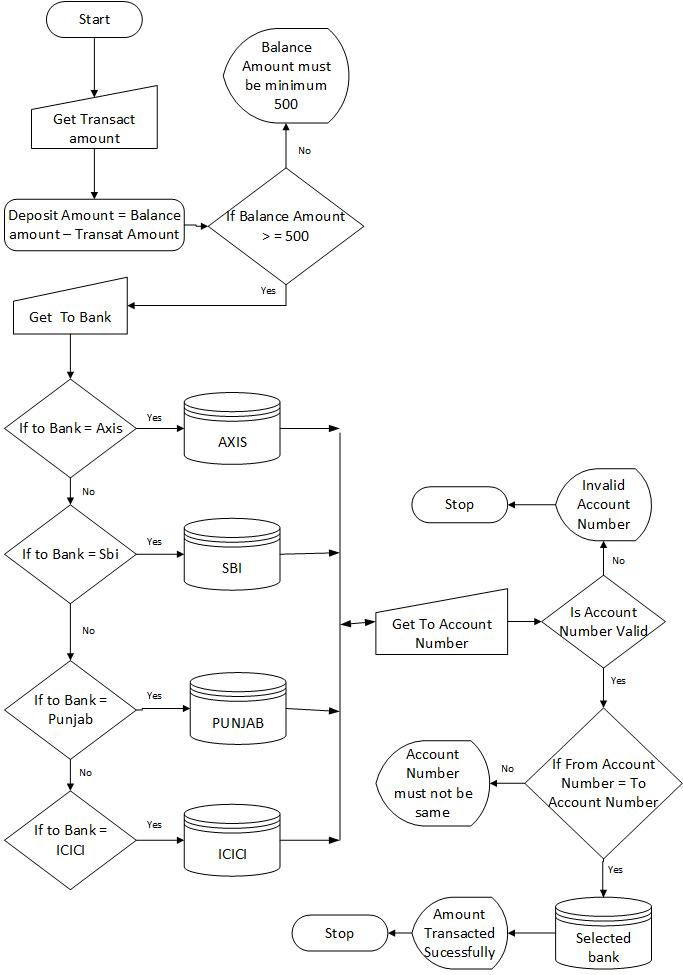 Start
Get Transact
amount
Balance
Amount must
be minimum
500
No
Deposit Amount = Balance
amount – Transat Amount
If Balance Amount
> = 500
Yes
Get  To Bank
If to Bank = Axis
Yes
AXIS
No
If to Bank = Sbi
Yes
SBI
No
If to Bank =
Punjab
Yes
PUNJAB
No
If to Bank =
ICICI
Yes
ICICI
Get To Account
Number
Is Account
Number Valid
No
Invalid
Account
Number
Stop
Yes
If From Account
Number = To
Account Number
No
Account
Number
must not be
same
Yes
Selected
bank
Amount
Transacted
Sucessfully
Stop